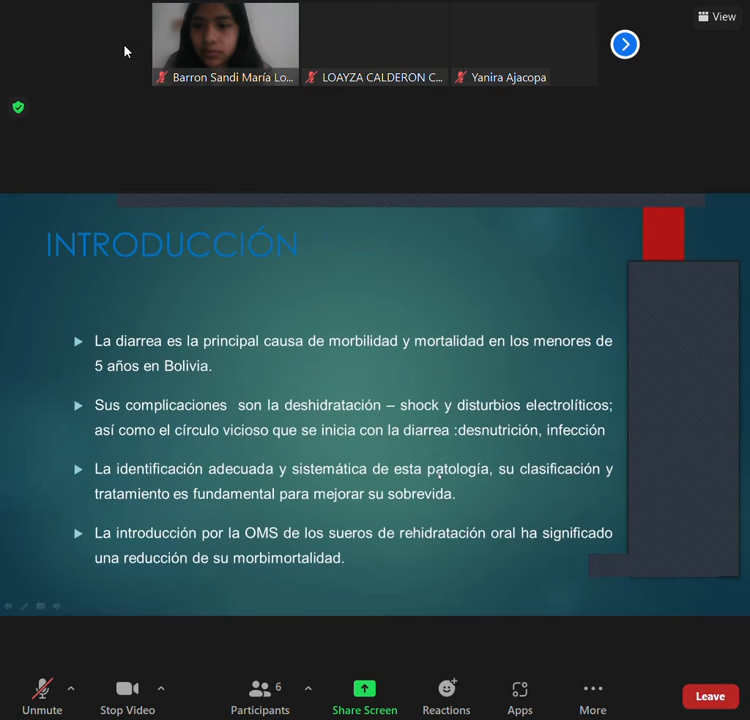 View
Barron Sandi María Lo...
LOAYZA CALDERON C...
Yanira Ajacopa
INTRODUCCIÓN
La diarrea es la principal causa de morbilidad y mortalidad en los menores de
5 años en Bolivia.
Sus complicaciones son la deshidratación – shock y disturbios electrolíticos;
así como el círculo vicioso que se inicia con la diarrea :desnutrición, infección
La identificación adecuada y sistemática de esta patología, su clasificación y
tratamiento es fundamental para mejorar su sobrevida.
La introducción por la OMS de los sueros de rehidratación oral ha significado
una reducción de su morbimortalidad.
6
Unmute
Stop Video
Participants
Share Screen
Reactions
Apps
More
Leave